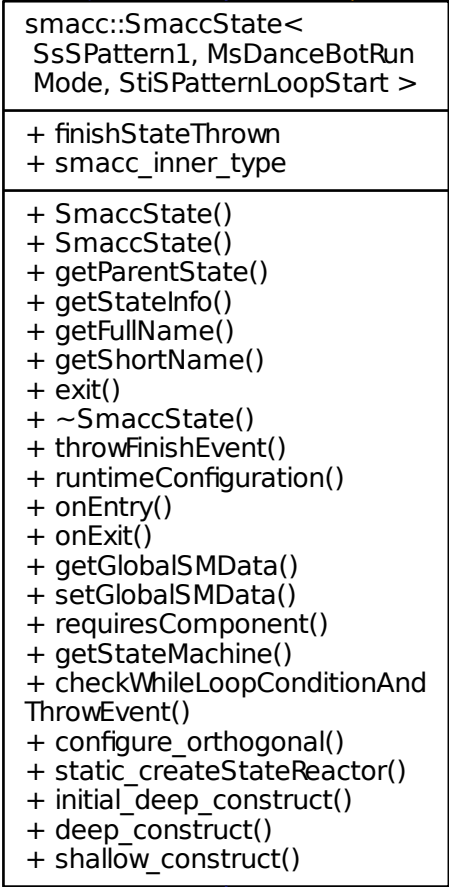 smacc::SmaccState<
SsSPattern1, MsDanceBotRun
Mode, StiSPatternLoopStart >
+ finishStateThrown
+ smacc_inner_type
+ SmaccState()
+ SmaccState()
+ getParentState()
+ getStateInfo()
+ getFullName()
+ getShortName()
+ exit()
+ ~SmaccState()
+ throwFinishEvent()
+ runtimeConfiguration()
+ onEntry()
+ onExit()
+ getGlobalSMData()
+ setGlobalSMData()
+ requiresComponent()
+ getStateMachine()
+ checkWhileLoopConditionAnd
ThrowEvent()
+ configure_orthogonal()
+ static_createStateReactor()
+ initial_deep_construct()
+ deep_construct()
+ shallow_construct()